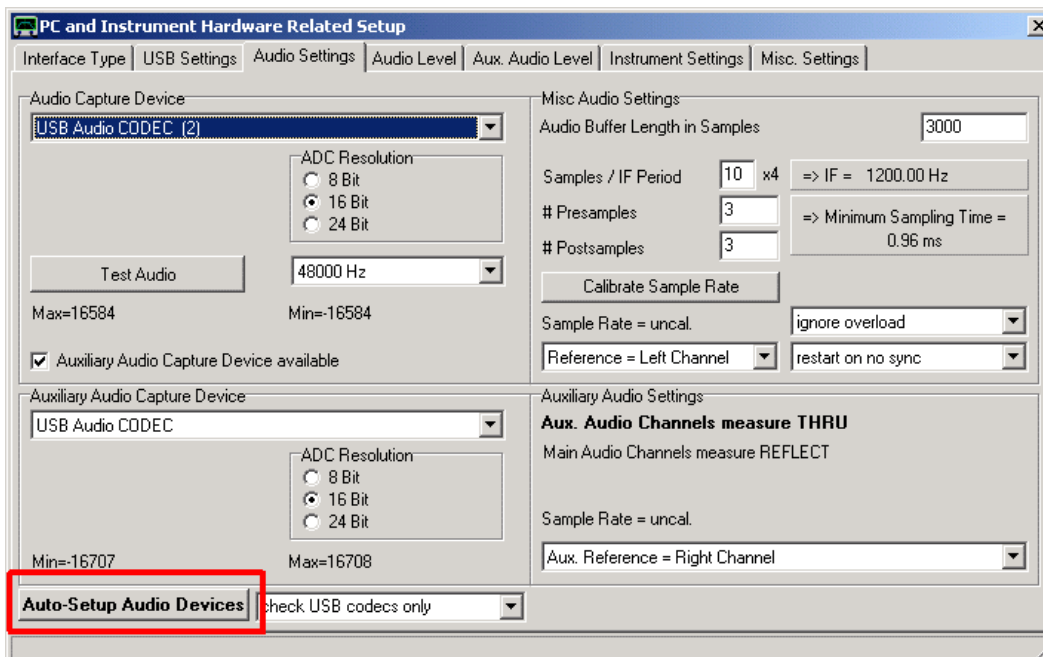 PC and Instrument Hardware Related Setup
Interface Type
USB Settings
Audio Settings
Audio Level
Aux. Audio Level
Instrument Settings
Misc. Settings
Audio Capture Device
USB Audio CODEC (2)
ADC Resolution
8 Bit
16 Bit
24 Bit
Test Audio
48000 Hz
Max=16584
Min=-16584
Auxiliary Audio Capture Device available
Misc Audio Settings
Audio Buffer Length in Samples
3000
Samples / IF Period
10
x4
=> IF = 1200.00 Hz
# Presamples
3
=> Minimum Sampling Time =
0.96 ms
# Postsamples
3
Calibrate Sample Rate
Sample Rate = uncal.
ignore overload
Reference = Left Channel
restart on no sync
Auxiliary Audio Capture Device
USB Audio CODEC
ADC Resolution
8 Bit
16 Bit
24 Bit
Min=-16707
Max=16708
Auxiliary Audio Settings
Aux. Audio Channels measure THRU
Main Audio Channels measure REFLECT
Sample Rate = uncal.
Aux. Reference = Right Channel
Auto-Setup Audio Devices
check USB codecs only